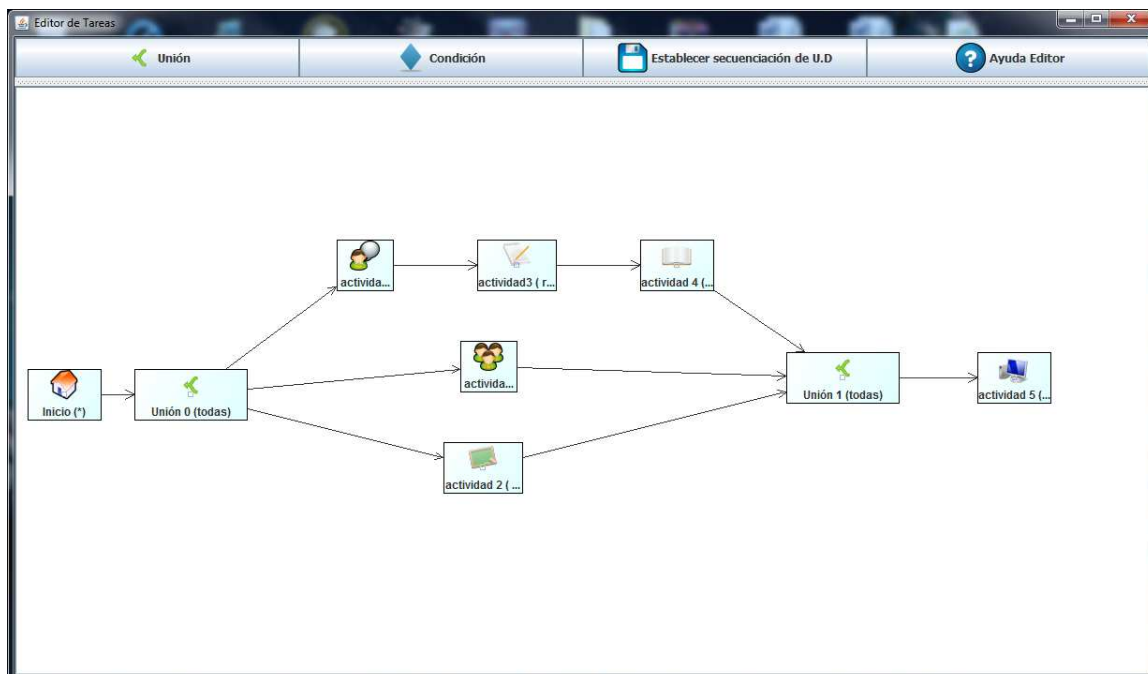 Editor de Tareas
Unión
Condición
Establecer secuenciación de U.D
Ayuda Editor
activida...
actividad3 ( r...
actividad 4 (...
activida...
Inicio (*)
Unión 0 (todas)
Unión 1 (todas)
actividad 5 (...
actividad 2 ( ...